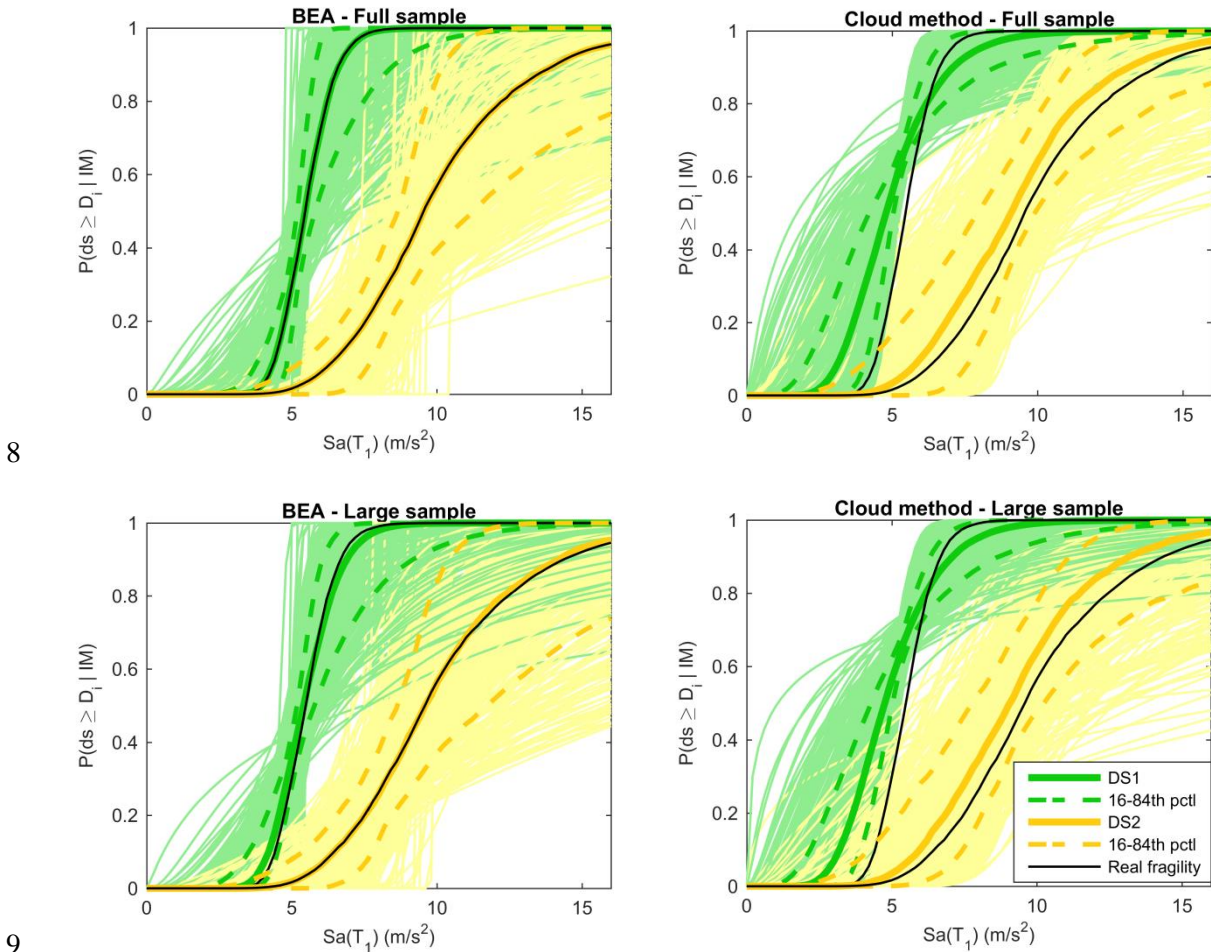 BEA - Full sample
1
0.8
0.6
0.4
0.2
0
P(ds ≥ D_i | IM)
0 5 10 15
Sa(T_1) (m/s^2)
Cloud method - Full sample
1
0.8
0.6
0.4
0.2
0
P(ds ≥ D_i | IM)
0 5 10 15
Sa(T_1) (m/s^2)
8
BEA - Large sample
1
0.8
0.6
0.4
0.2
0
P(ds ≥ D_i | IM)
0 5 10 15
Sa(T_1) (m/s^2)
Cloud method - Large sample
1
0.8
0.6
0.4
0.2
0
P(ds ≥ D_i | IM)
DS1
16-84th pctl
DS2
16-84th pctl
Real fragility
0 5 10 15
Sa(T_1) (m/s^2)
9